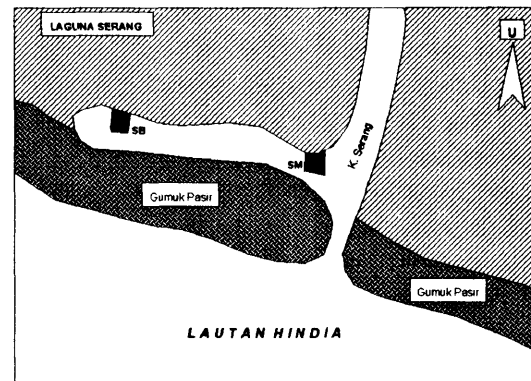 LAGUNA SERANG
U
SB
SM
K. Serang
Gumuk Pasir
Gumuk Pasir
LAUTAN HINDIA